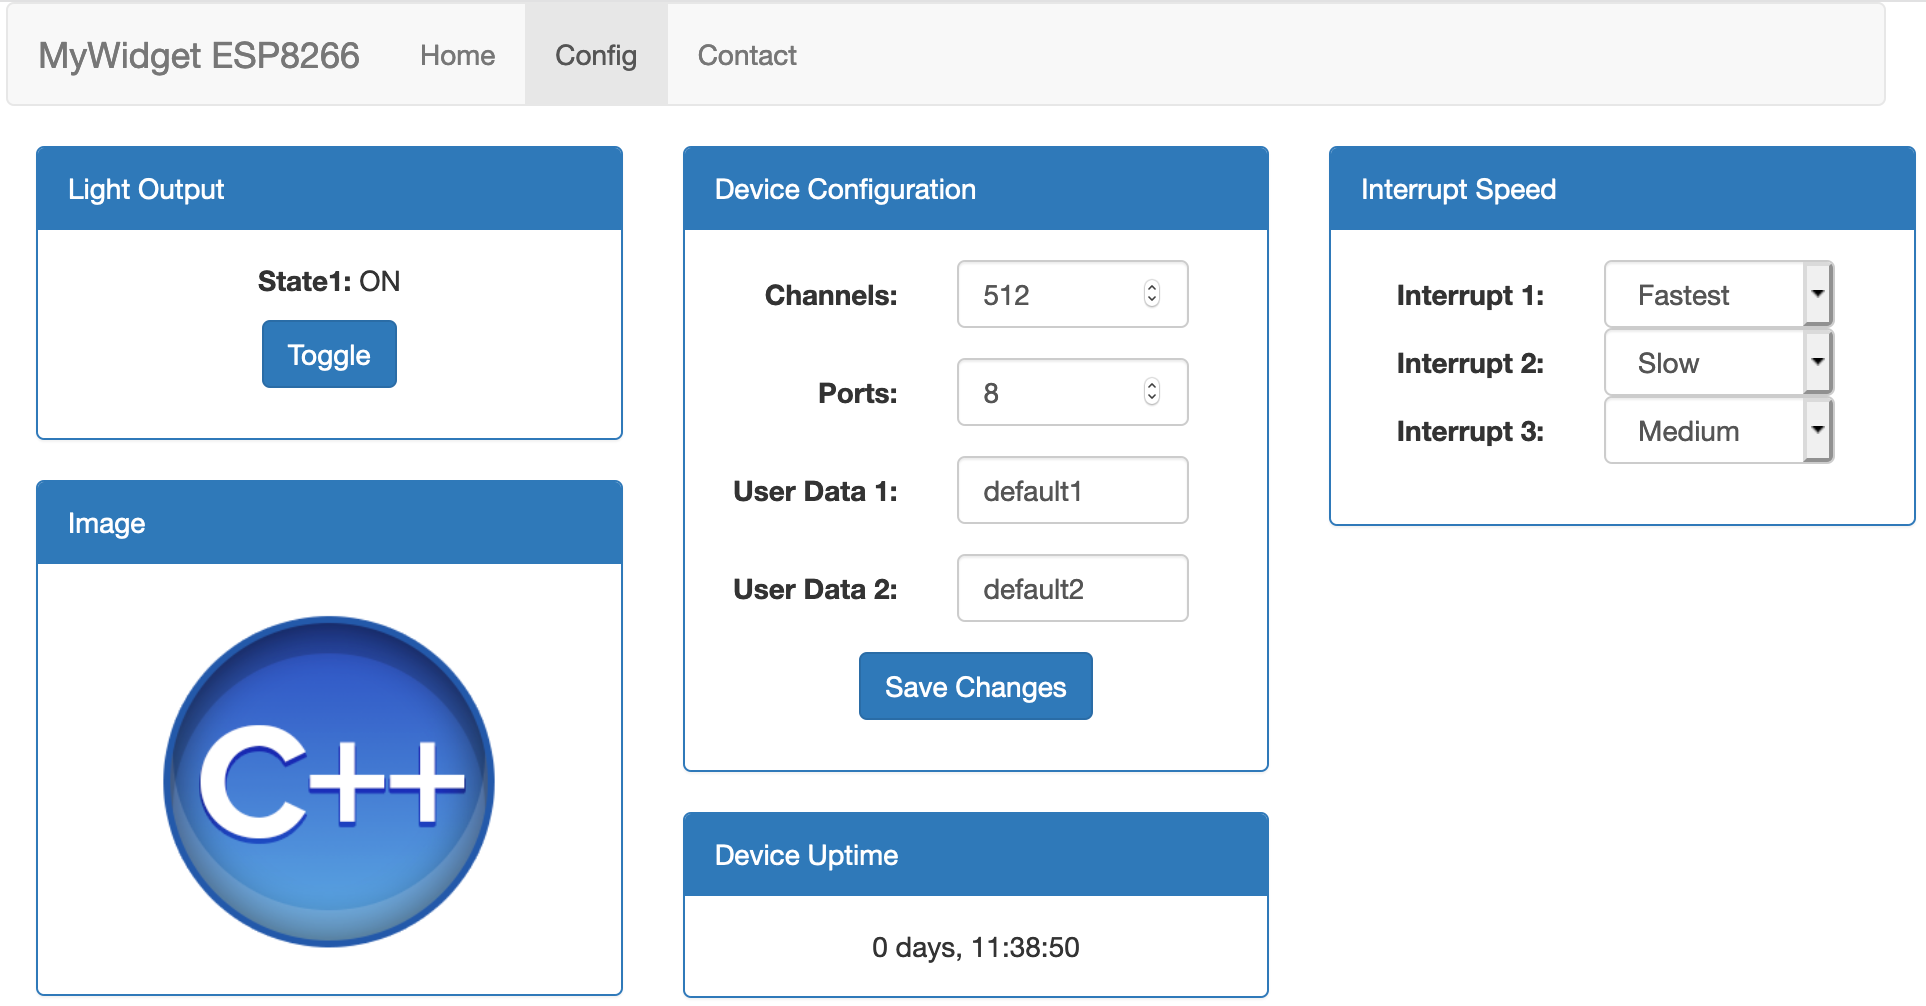 MyWidget ESP8266 Home Config Contact
Light Output
State1: ON
Toggle
Image
C++
Device Configuration
Channels: 512
Ports: 8
User Data 1: default1
User Data 2: default2
Save Changes
Device Uptime
0 days, 11:38:50
Interrupt Speed
Interrupt 1: Fastest
Interrupt 2: Slow
Interrupt 3: Medium